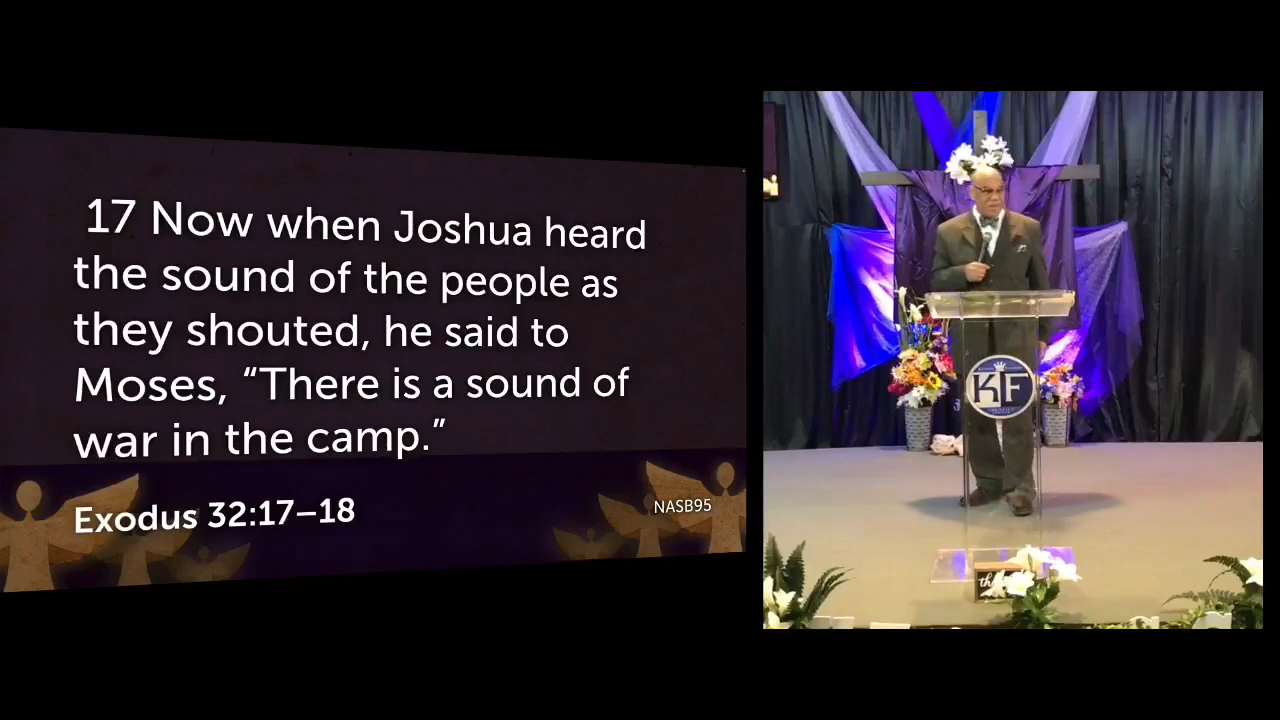 17 Now when Joshua heard
the sound of the people as
they shouted, he said to
Moses, “There is a sound of
war in the camp.”
Exodus 32:17–18
NASB95
KF